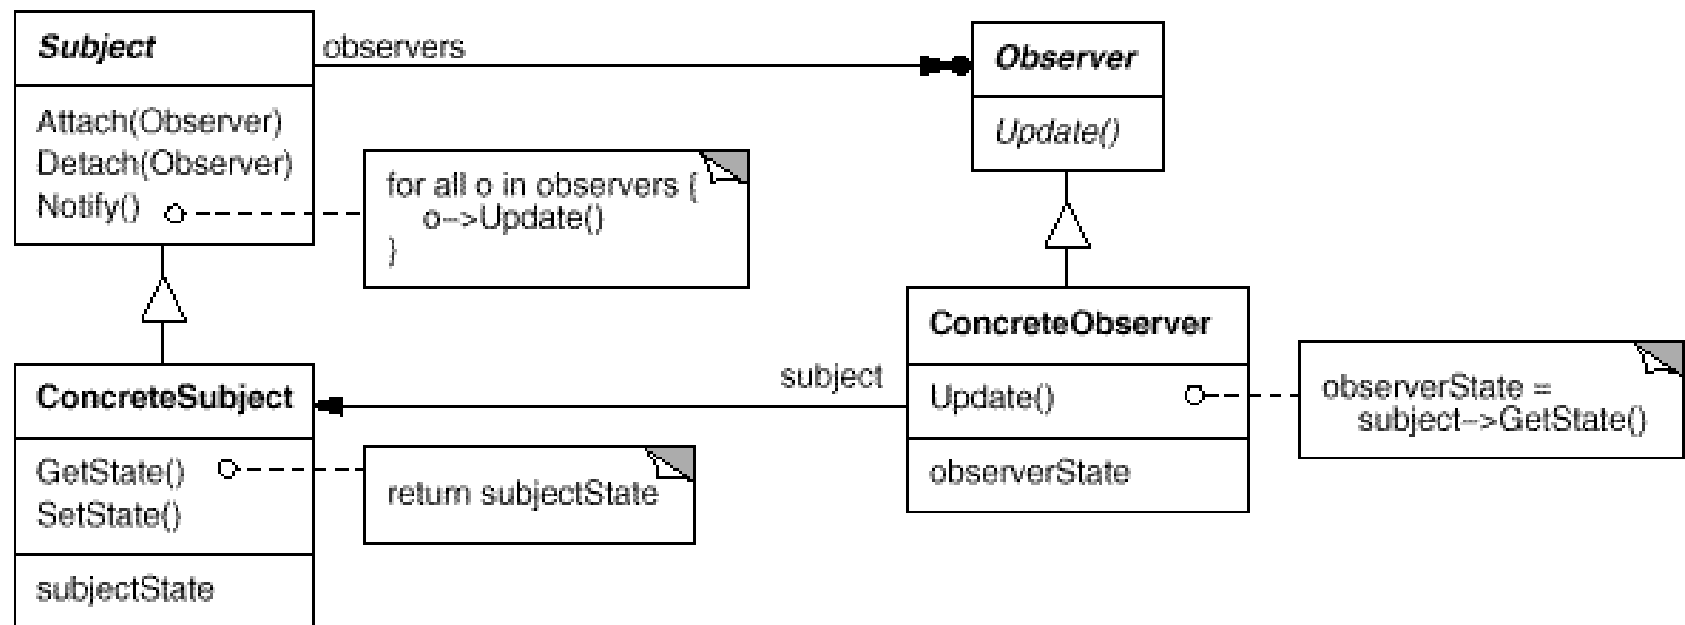 Subject
observers
Observer
Attach(Observer)
Detach(Observer)
Notify()
for all o in observers {
o->Update()
}
Update()
ConcreteSubject
subject
ConcreteObserver
Update()
observerState =
subject->GetState()
GetState()
SetState()
return subjectState
observerState
subjectState